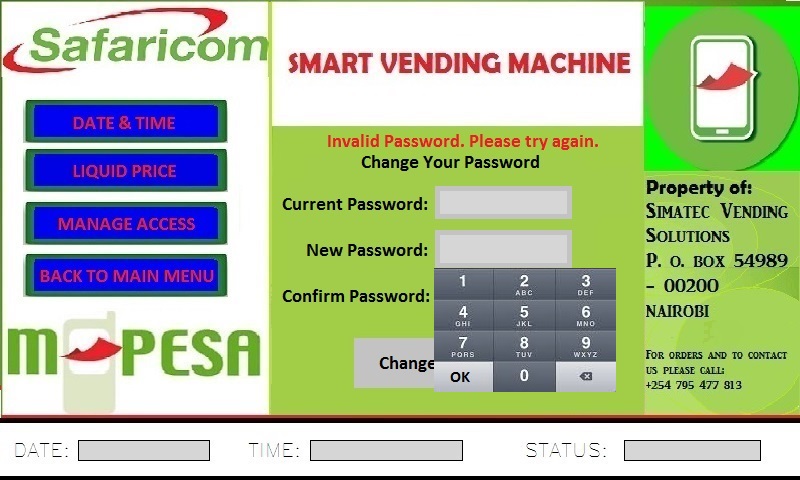 Safaricom
DATE & TIME
LIQUID PRICE
MANAGE ACCESS
BACK TO MAIN MENU
M PESA
SMART VENDING MACHINE
Invalid Password. Please try again.
Change Your Password
Current Password:
New Password:
Confirm Password:
Change
1
2 ABC
3 DEF
4 GHI
5 JKL
6 MNO
7 PQRS
8 TUV
9 WXYZ
OK
0
Property of:
SIMATEC VENDING
SOLUTIONS
P. O. BOX 54989
- 00200
NAIROBI
FOR ORDERS AND TO CONTACT
US PLEASE CALL:
+254 795 477 813
DATE:
TIME:
STATUS: